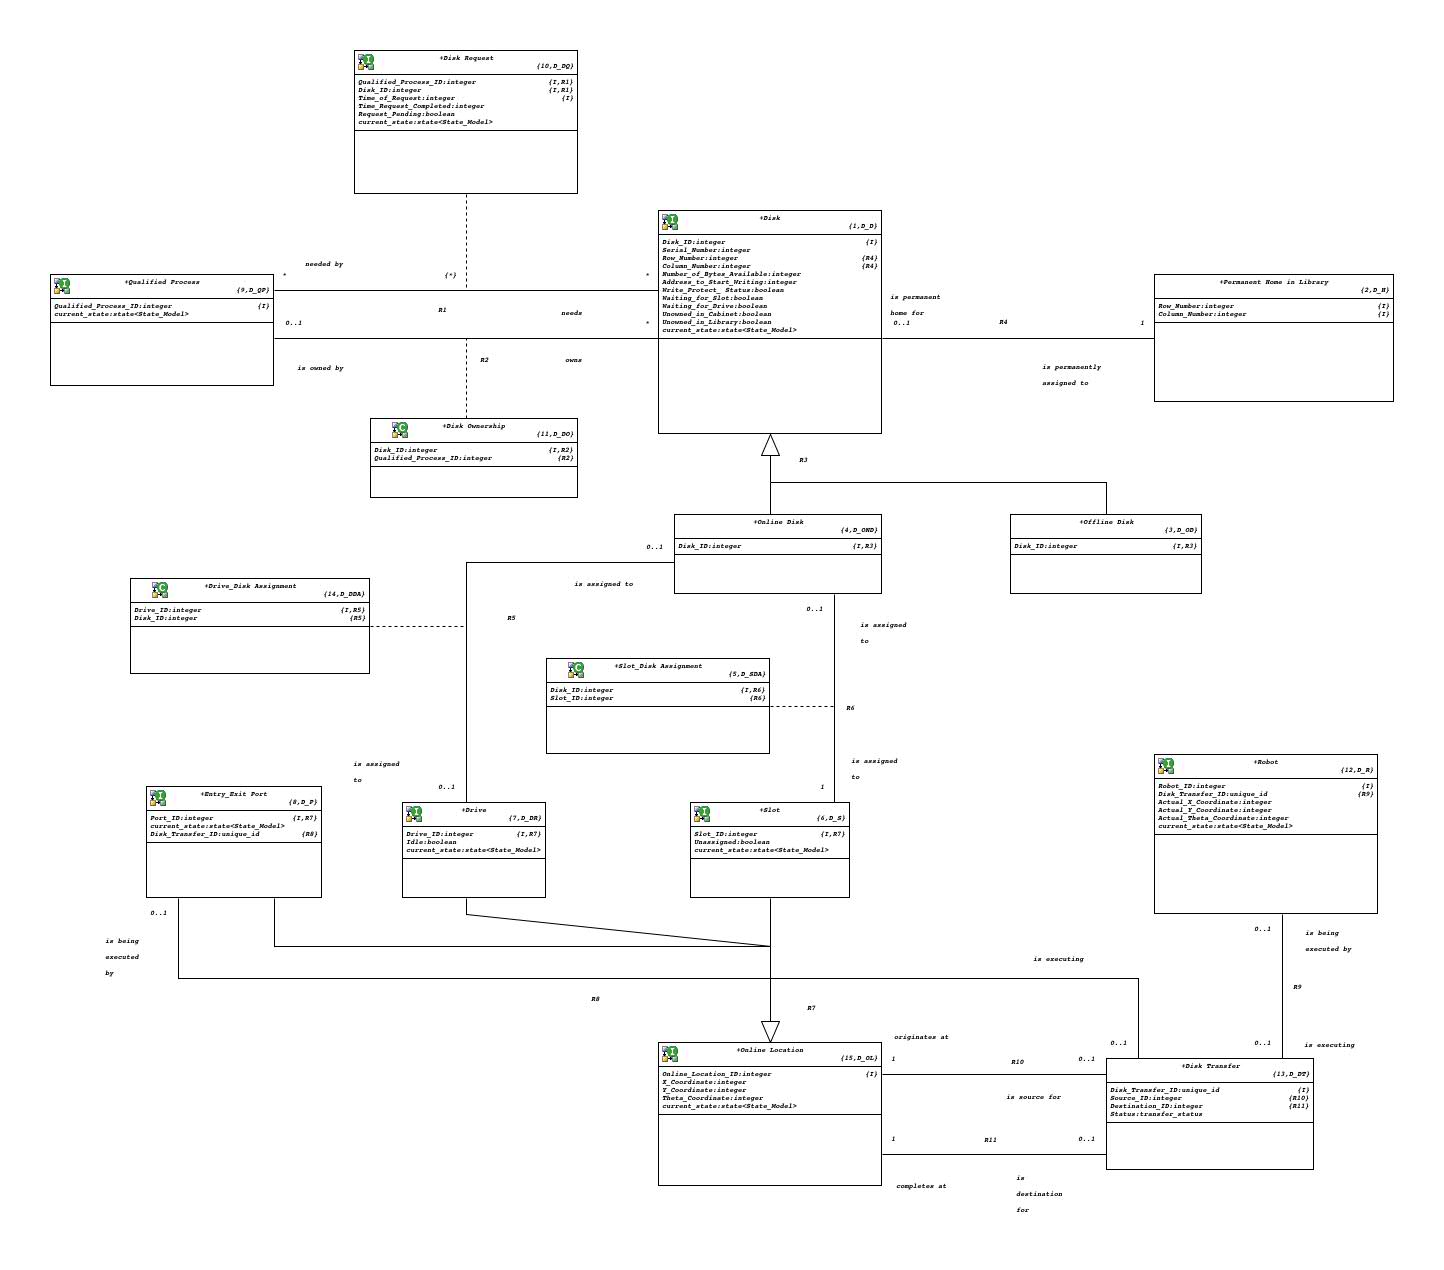 +Disk Request
{10,D_DQ}
Qualified_Process_ID:integer {I,R1}
Disk_ID:integer {I,R1}
Time_of_Request:integer {I}
Time_Request_Completed:integer
Request_Pending:boolean
current_state:state<State_Model>
+Disk
{1,D_D}
Disk_ID:integer {I}
Serial_Number:integer
Row_Number:integer {R4}
Column_Number:integer {R4}
Number_of_Bytes_Available:integer
Address_to_Start_Writing:integer
Write_Protect_ Status:boolean
Waiting_for_Slot:boolean
Waiting_for_Drive:boolean
Unowned_in_Cabinet:boolean
Unowned_in_Library:boolean
current_state:state<State_Model>
+Qualified Process
{9,D_QP}
Qualified_Process_ID:integer {I}
current_state:state<State_Model>
needed by
* {*} *
R1 needs
0..1 *
R2 owns
is owned by
is permanent
home for
0..1 R4 1
is permanently
assigned to
+Permanent Home in Library
{2,D_H}
Row_Number:integer {I}
Column_Number:integer {I}
+Disk Ownership
{11,D_DO}
Disk_ID:integer {I,R2}
Qualified_Process_ID:integer {R2}
R3
+Online Disk
{4,D_OND}
Disk_ID:integer {I,R3}
+Offline Disk
{3,D_OD}
Disk_ID:integer {I,R3}
0..1
is assigned to
R5
+Drive_Disk Assignment
{14,D_DDA}
Drive_ID:integer {I,R5}
Disk_ID:integer {R5}
0..1
is assigned
to
+Slot_Disk Assignment
{5,D_SDA}
Disk_ID:integer {I,R6}
Slot_ID:integer {R6}
R6
is assigned
to
0..1
is assigned
to
1
+Entry_Exit Port
{8,D_P}
Port_ID:integer {I,R7}
current_state:state<State_Model>
Disk_Transfer_ID:unique_id {R8}
+Drive
{7,D_DR}
Drive_ID:integer {I,R7}
Idle:boolean
current_state:state<State_Model>
+Slot
{6,D_S}
Slot_ID:integer {I,R7}
Unassigned:boolean
current_state:state<State_Model>
+Robot
{12,D_R}
Robot_ID:integer {I}
Disk_Transfer_ID:unique_id {R9}
Actual_X_Coordinate:integer
Actual_Y_Coordinate:integer
Actual_Theta_Coordinate:integer
current_state:state<State_Model>
0..1
is being
executed
by
R8
R7
is executing
0..1
0..1
is being
executed by
R9
0..1
is executing
+Online Location
{15,D_OL}
Online_Location_ID:integer {I}
X_Coordinate:integer
Y_Coordinate:integer
Theta_Coordinate:integer
current_state:state<State_Model>
originates at
1 R10 0..1
is source for
1 R11 0..1
completes at
is
destination
for
+Disk Transfer
{13,D_DT}
Disk_Transfer_ID:unique_id {I}
Source_ID:integer {R10}
Destination_ID:integer {R11}
Status:transfer_status